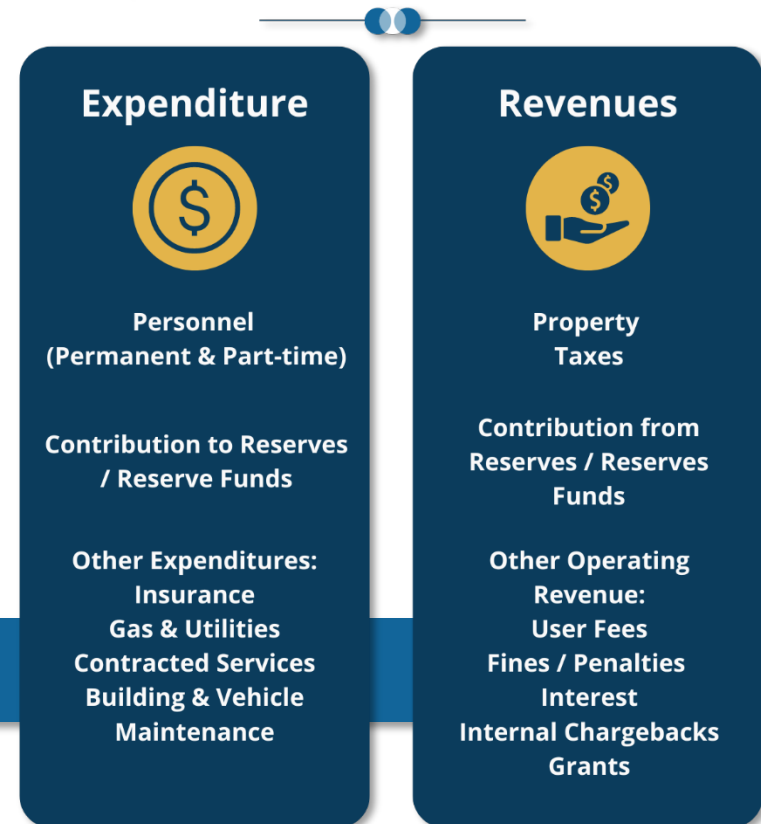 Expenditure
$
Personnel
(Permanent & Part-time)
Contribution to Reserves
/ Reserve Funds
Other Expenditures:
Insurance
Gas & Utilities
Contracted Services
Building & Vehicle
Maintenance
Revenues
$
$
Property
Taxes
Contribution from
Reserves / Reserves
Funds
Other Operating
Revenue:
User Fees
Fines / Penalties
Interest
Internal Chargebacks
Grants